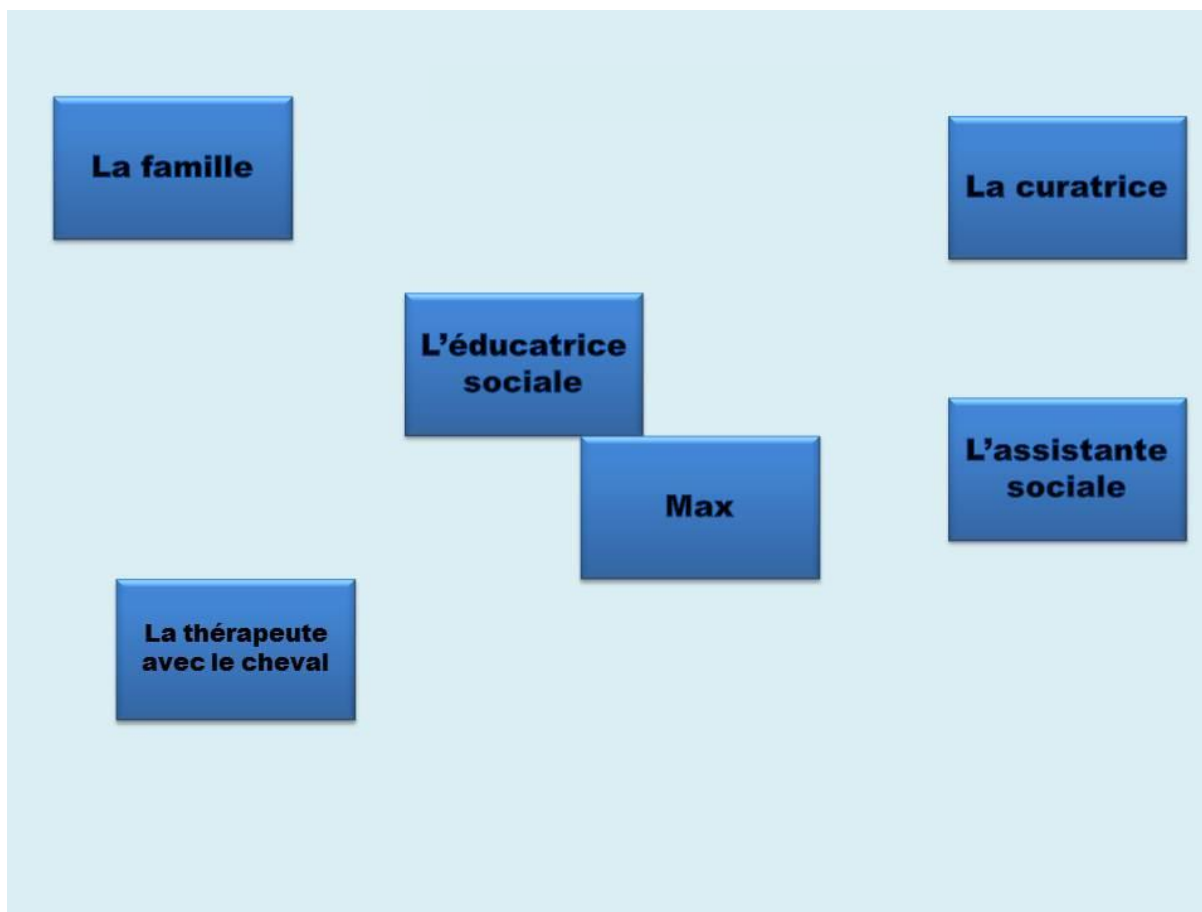 La famille
La curatrice
L’éducatrice
sociale
L’assistante
sociale
Max
La thérapeute
avec le cheval